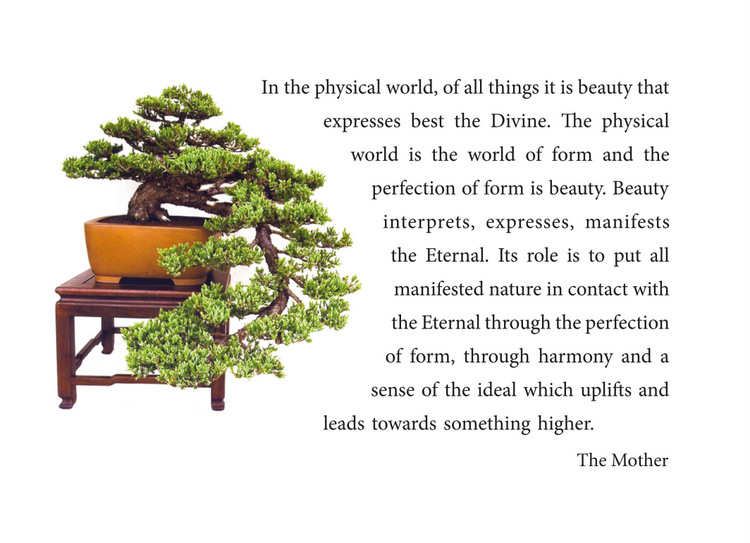 In the physical world, of all things it is beauty that
expresses best the Divine. The physical
world is the world of form and the
perfection of form is beauty. Beauty
interprets, expresses, manifests
the Eternal. Its role is to put all
manifested nature in contact with
the Eternal through the perfection
of form, through harmony and a
sense of the ideal which uplifts and
leads towards something higher.
The Mother